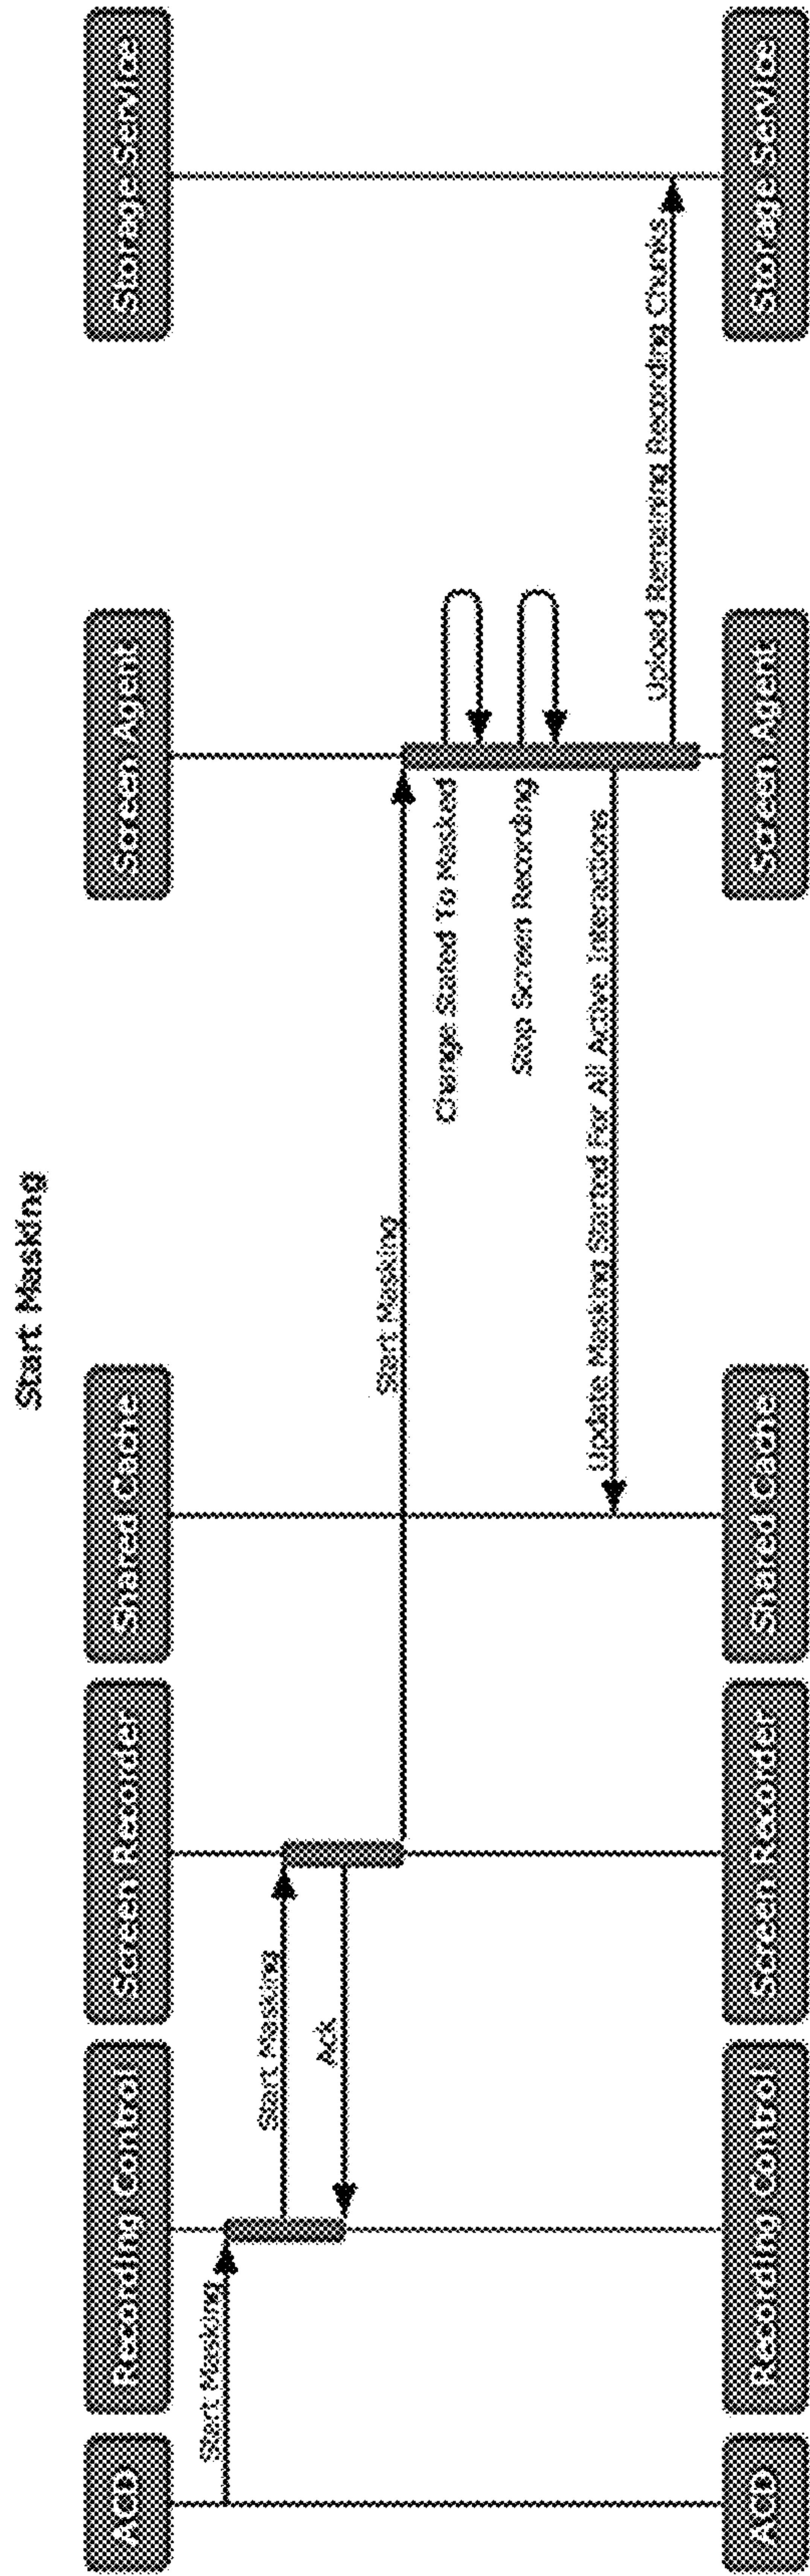 Start Masking
ACD
Recording Control
Screen Recorder
Shared Cache
Screen Agent
Storage Service
Start Masking
Start Masking
Ack
Start Masking
Change Stated To Masked
Stop Screen Recording
Update Masking Started For All Active Interactions
Upload Remaining Recording Chunks
ACD
Recording Control
Screen Recorder
Shared Cache
Screen Agent
Storage Service